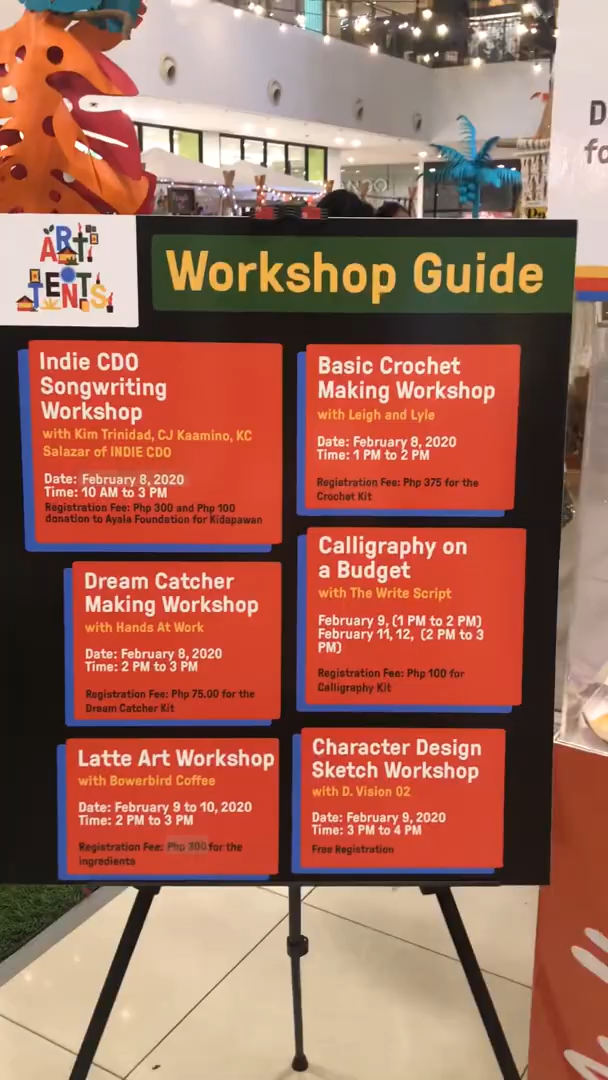 ART
TENTS
Workshop Guide
Indie CDO
Songwriting
Workshop
with Kim Trinidad, CJ Kaamino, KC
Salazar of INDIE CDO
Date: February 8, 2020
Time: 10 AM to 3 PM
Registration Fee: Php 300 and Php 100
donation to Ayala Foundation for Kidapawan
Basic Crochet
Making Workshop
with Leigh and Lyle
Date: February 8, 2020
Time: 1 PM to 2 PM
Registration Fee: Php 375 for the
Crochet Kit
Dream Catcher
Making Workshop
with Hands At Work
Date: February 8, 2020
Time: 2 PM to 3 PM
Registration Fee: Php 75.00 for the
Dream Catcher Kit
Calligraphy on
a Budget
with The Write Script
February 9, (1 PM to 2 PM)
February 11, 12, (2 PM to 3
PM)
Registration Fee: Php 100 for
Calligraphy Kit
Latte Art Workshop
with Bowerbird Coffee
Date: February 9 to 10, 2020
Time: 2 PM to 3 PM
Registration Fee: Php 300 for the
ingredients
Character Design
Sketch Workshop
with D. Vision 02
Date: February 9, 2020
Time: 3 PM to 4 PM
Free Registration